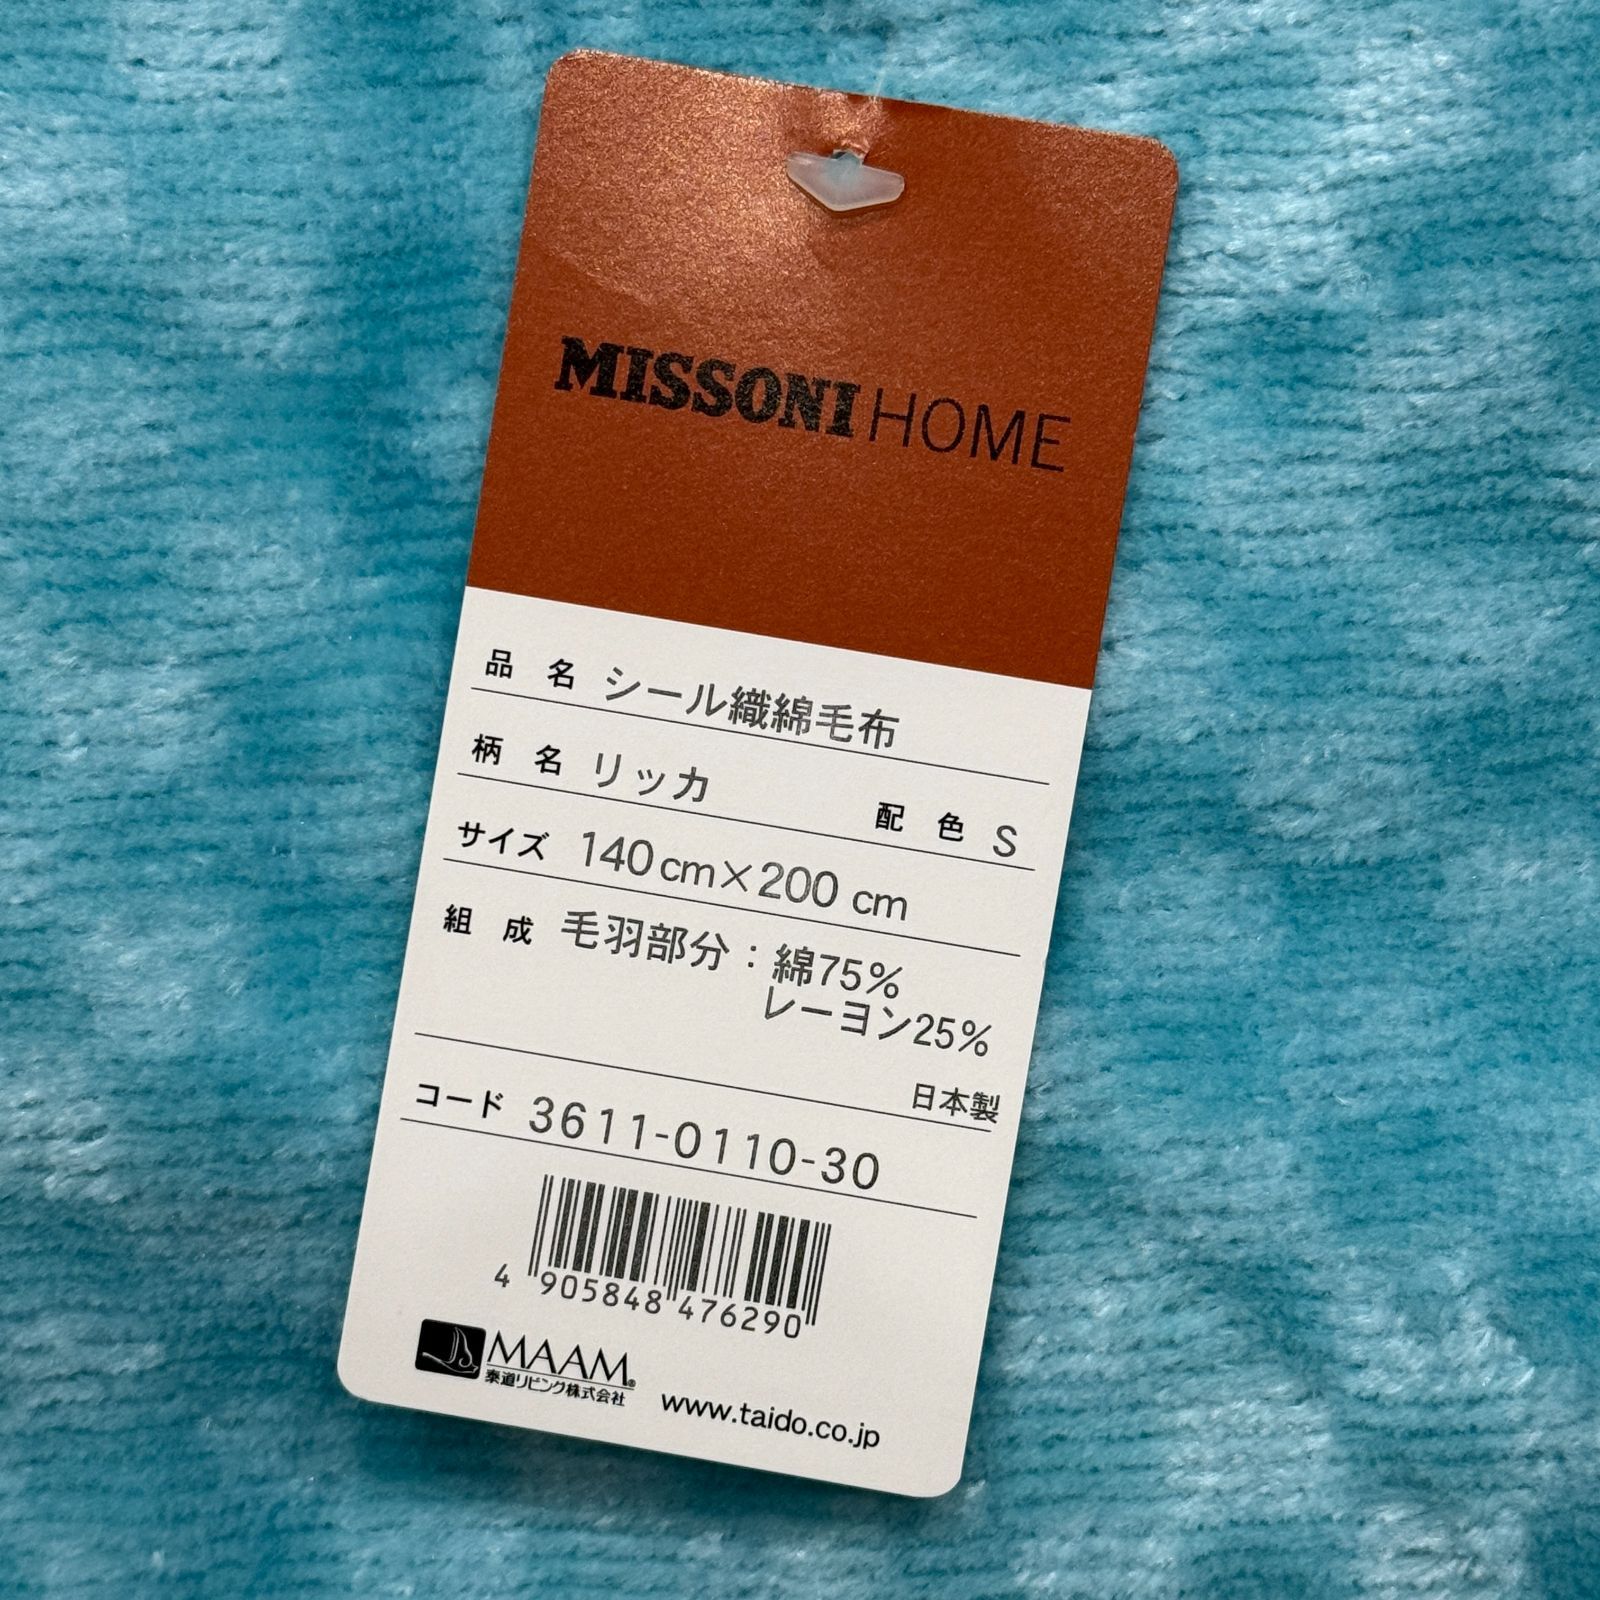 MISSONI HOME
品名 シール織綿毛布
柄名 リッカ 配色 S
サイズ 140cm×200cm
組成 毛羽部分：綿75%
レーヨン25%
日本製
コード 3611-0110-30
4 905848 476290
MAAM®
泰道リビング株式会社
www.taido.co.jp